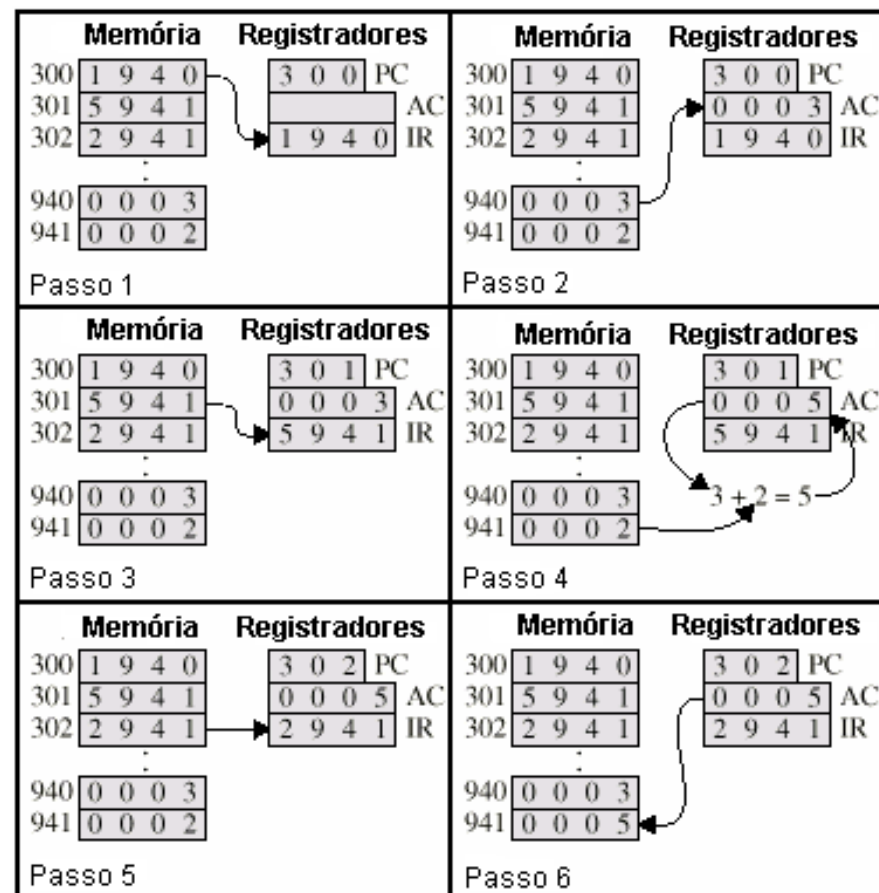 Memória Registradores
300 1 9 4 0 3 0 0 PC
301 5 9 4 1 AC
302 2 9 4 1 1 9 4 0 IR
:
940 0 0 0 3
941 0 0 0 2
Passo 1
Memória Registradores
300 1 9 4 0 3 0 0 PC
301 5 9 4 1 0 0 0 3 AC
302 2 9 4 1 1 9 4 0 IR
:
940 0 0 0 3
941 0 0 0 2
Passo 2
Memória Registradores
300 1 9 4 0 3 0 1 PC
301 5 9 4 1 0 0 0 3 AC
302 2 9 4 1 5 9 4 1 IR
:
940 0 0 0 3
941 0 0 0 2
Passo 3
Memória Registradores
300 1 9 4 0 3 0 1 PC
301 5 9 4 1 0 0 0 5 AC
302 2 9 4 1 5 9 4 1 IR
:
940 0 0 0 3 3 + 2 = 5
941 0 0 0 2
Passo 4
Memória Registradores
300 1 9 4 0 3 0 2 PC
301 5 9 4 1 0 0 0 5 AC
302 2 9 4 1 2 9 4 1 IR
:
940 0 0 0 3
941 0 0 0 2
Passo 5
Memória Registradores
300 1 9 4 0 3 0 2 PC
301 5 9 4 1 0 0 0 5 AC
302 2 9 4 1 2 9 4 1 IR
:
940 0 0 0 3
941 0 0 0 5
Passo 6